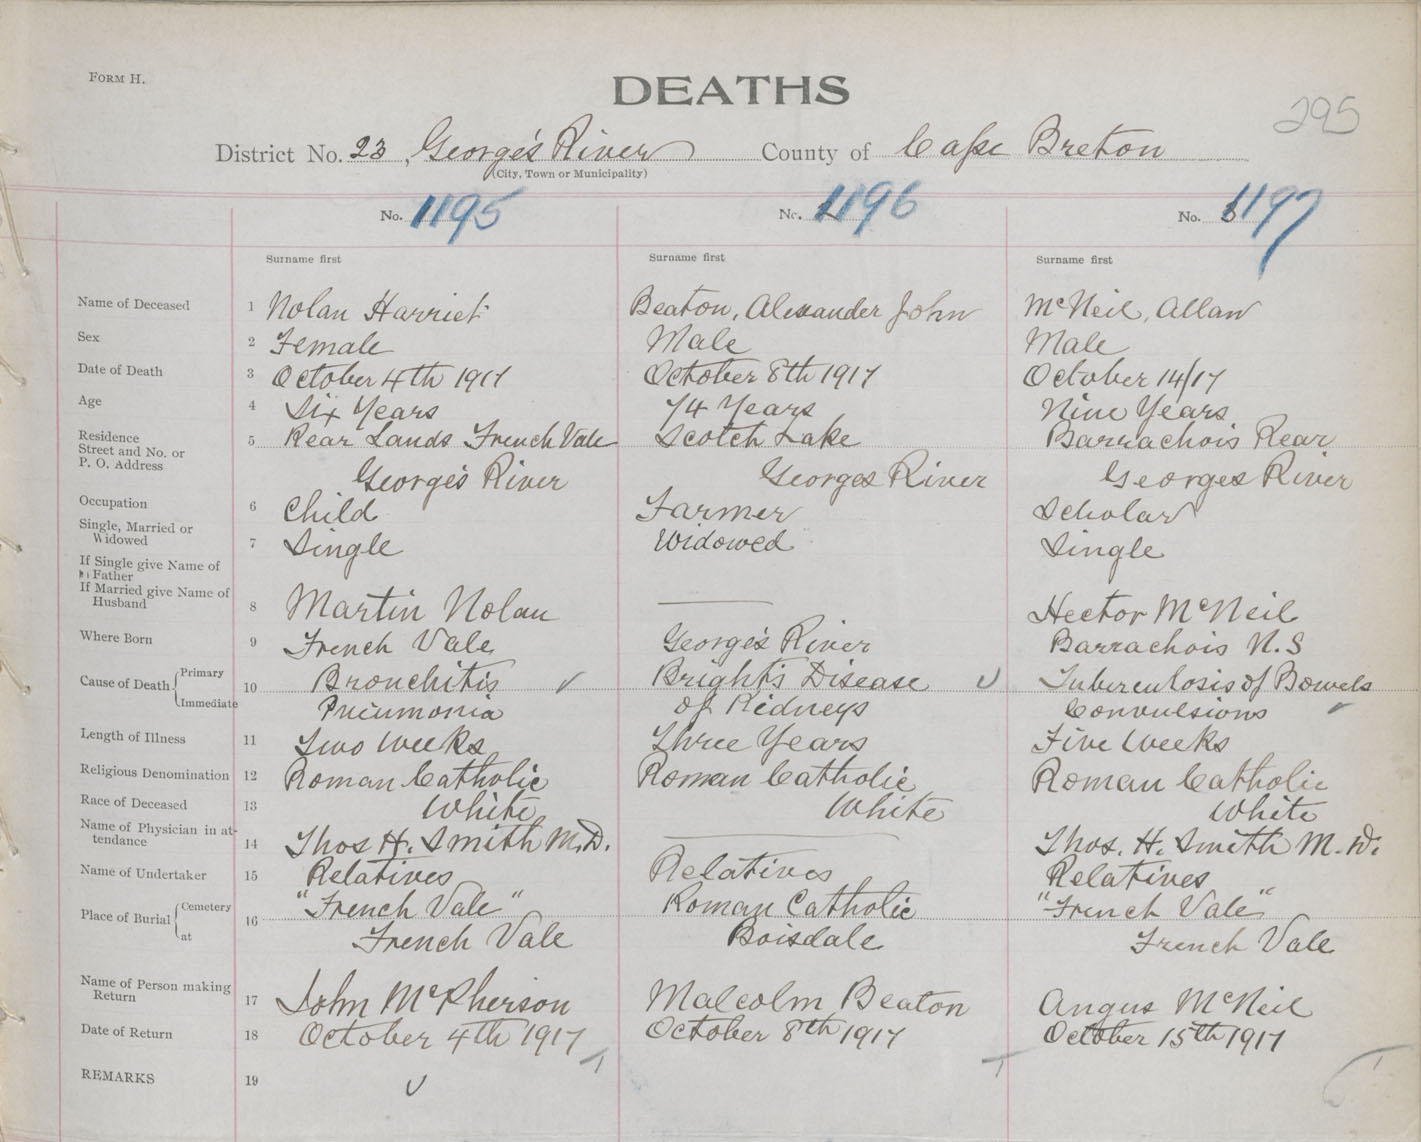 FORM H.
DEATHS
295
District No. 23, George's River County of Cape Breton
(City, Town or Municipality)
No. 1195 No. 1196 No. 1197
Surname first Surname first Surname first
Name of Deceased 1 Nolan Harriet Beaton, Alexander John McNeil, Allan
Sex 2 Female Male Male
Date of Death 3 October 4th 1917 October 8th 1917 October 14/17
Age 4 Six Years 74 Years Nine Years
Residence Street and No. or P. O. Address 5 Rear Lands French Vale Scotch Lake Barrachois Rear
George's River Georges River Georges River
Occupation 6 Child Farmer Scholar
Single, Married or Widowed 7 Single Widowed Single
If Single give Name of Father
If Married give Name of Husband 8 Martin Nolan — Hector McNeil
Where Born 9 French Vale George's River Barrachois N.S
Cause of Death { Primary 10 Bronchitis Bright's Disease Tuberculosis of Bowels
Immediate Pneumonia of Kidneys Convulsions
Length of Illness 11 Two Weeks Three Years Five Weeks
Religious Denomination 12 Roman Catholic Roman Catholic Roman Catholic
Race of Deceased 13 White White White
Name of Physician in attendance 14 Thos H. Smith M.D. — Thos. H. Smith M.D.
Name of Undertaker 15 Relatives Relatives Relatives
Place of Burial { Cemetery 16 "French Vale" Roman Catholic "French Vale"
at French Vale Boisdale French Vale
Name of Person making Return 17 John McPherson Malcolm Beaton Angus McNeil
Date of Return 18 October 4th 1917 October 8th 1917 October 15th 1917
REMARKS 19